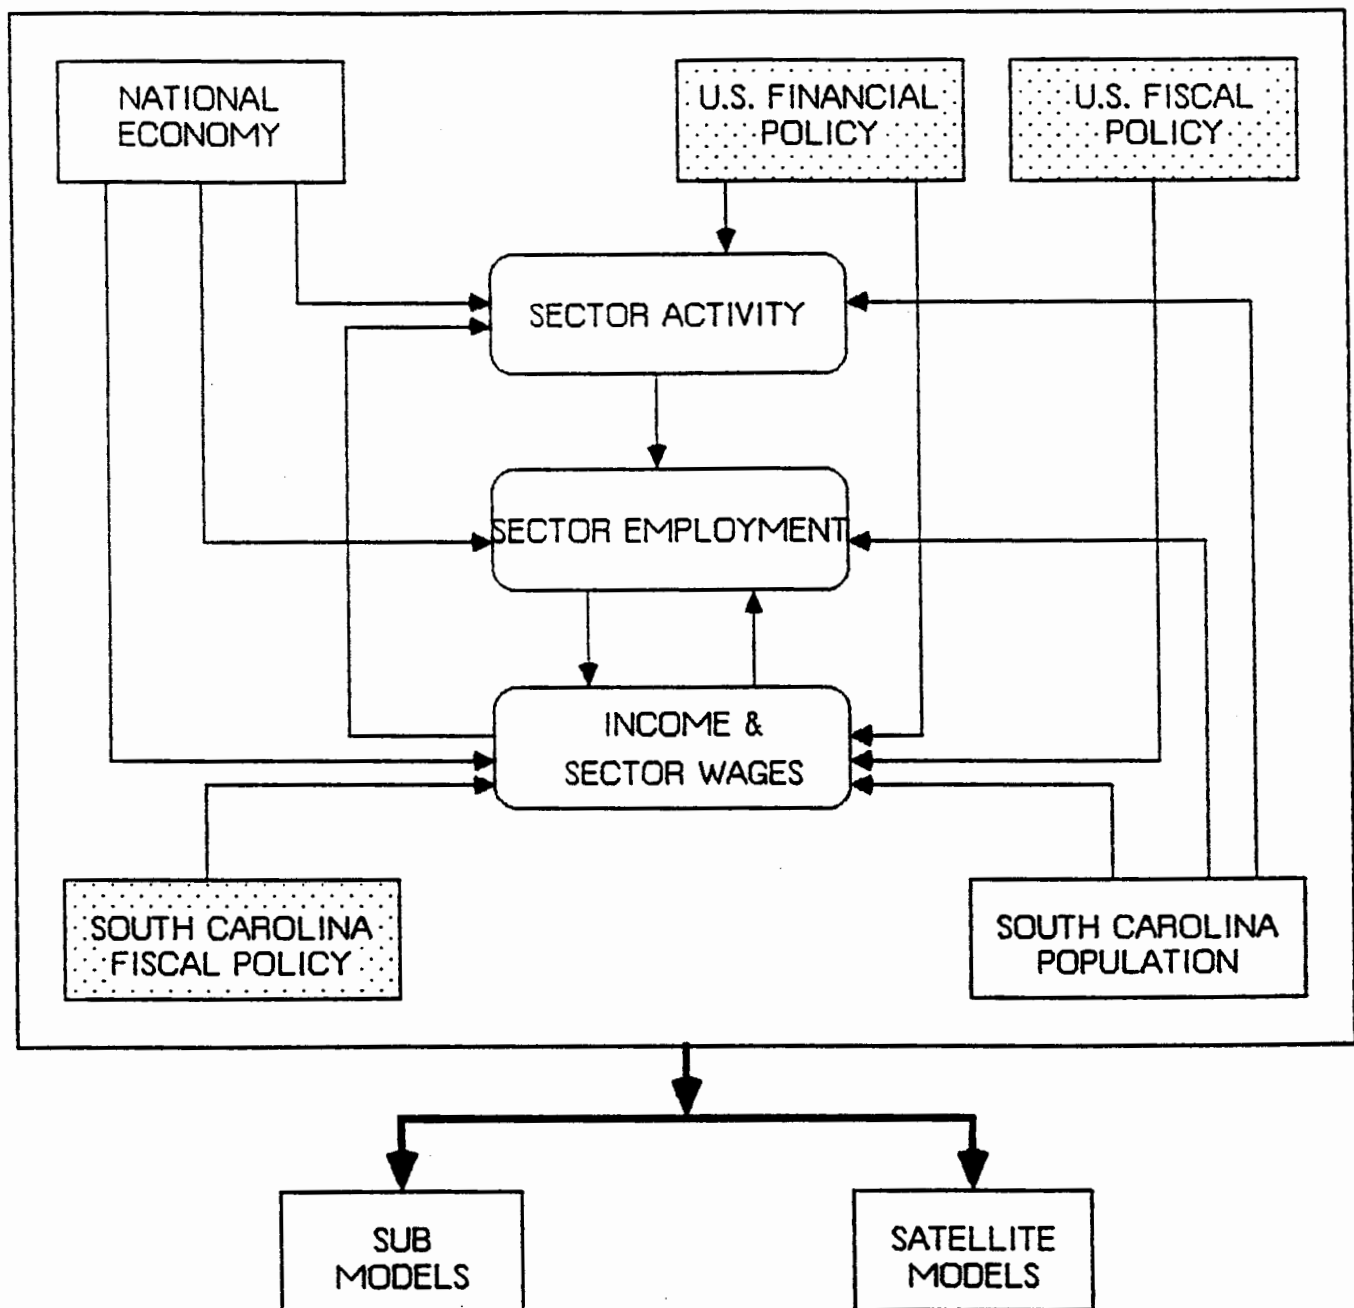 NATIONAL
ECONOMY
U.S. FINANCIAL
POLICY
U.S. FISCAL
POLICY
SECTOR ACTIVITY
SECTOR EMPLOYMENT
INCOME &
SECTOR WAGES
SOUTH CAROLINA
FISCAL POLICY
SOUTH CAROLINA
POPULATION
SUB
MODELS
SATELLITE
MODELS